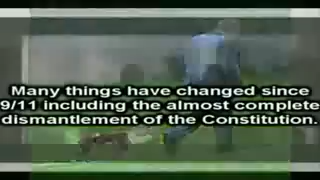 Many things have changed since
9/11 including the almost complete
dismantlement of the Constitution.